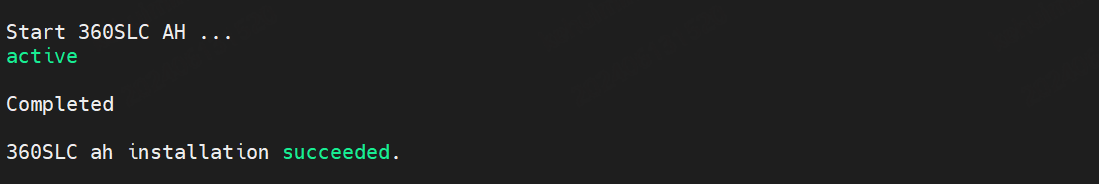 Start 360SLC AH ...
active
Completed
360SLC ah installation succeeded.